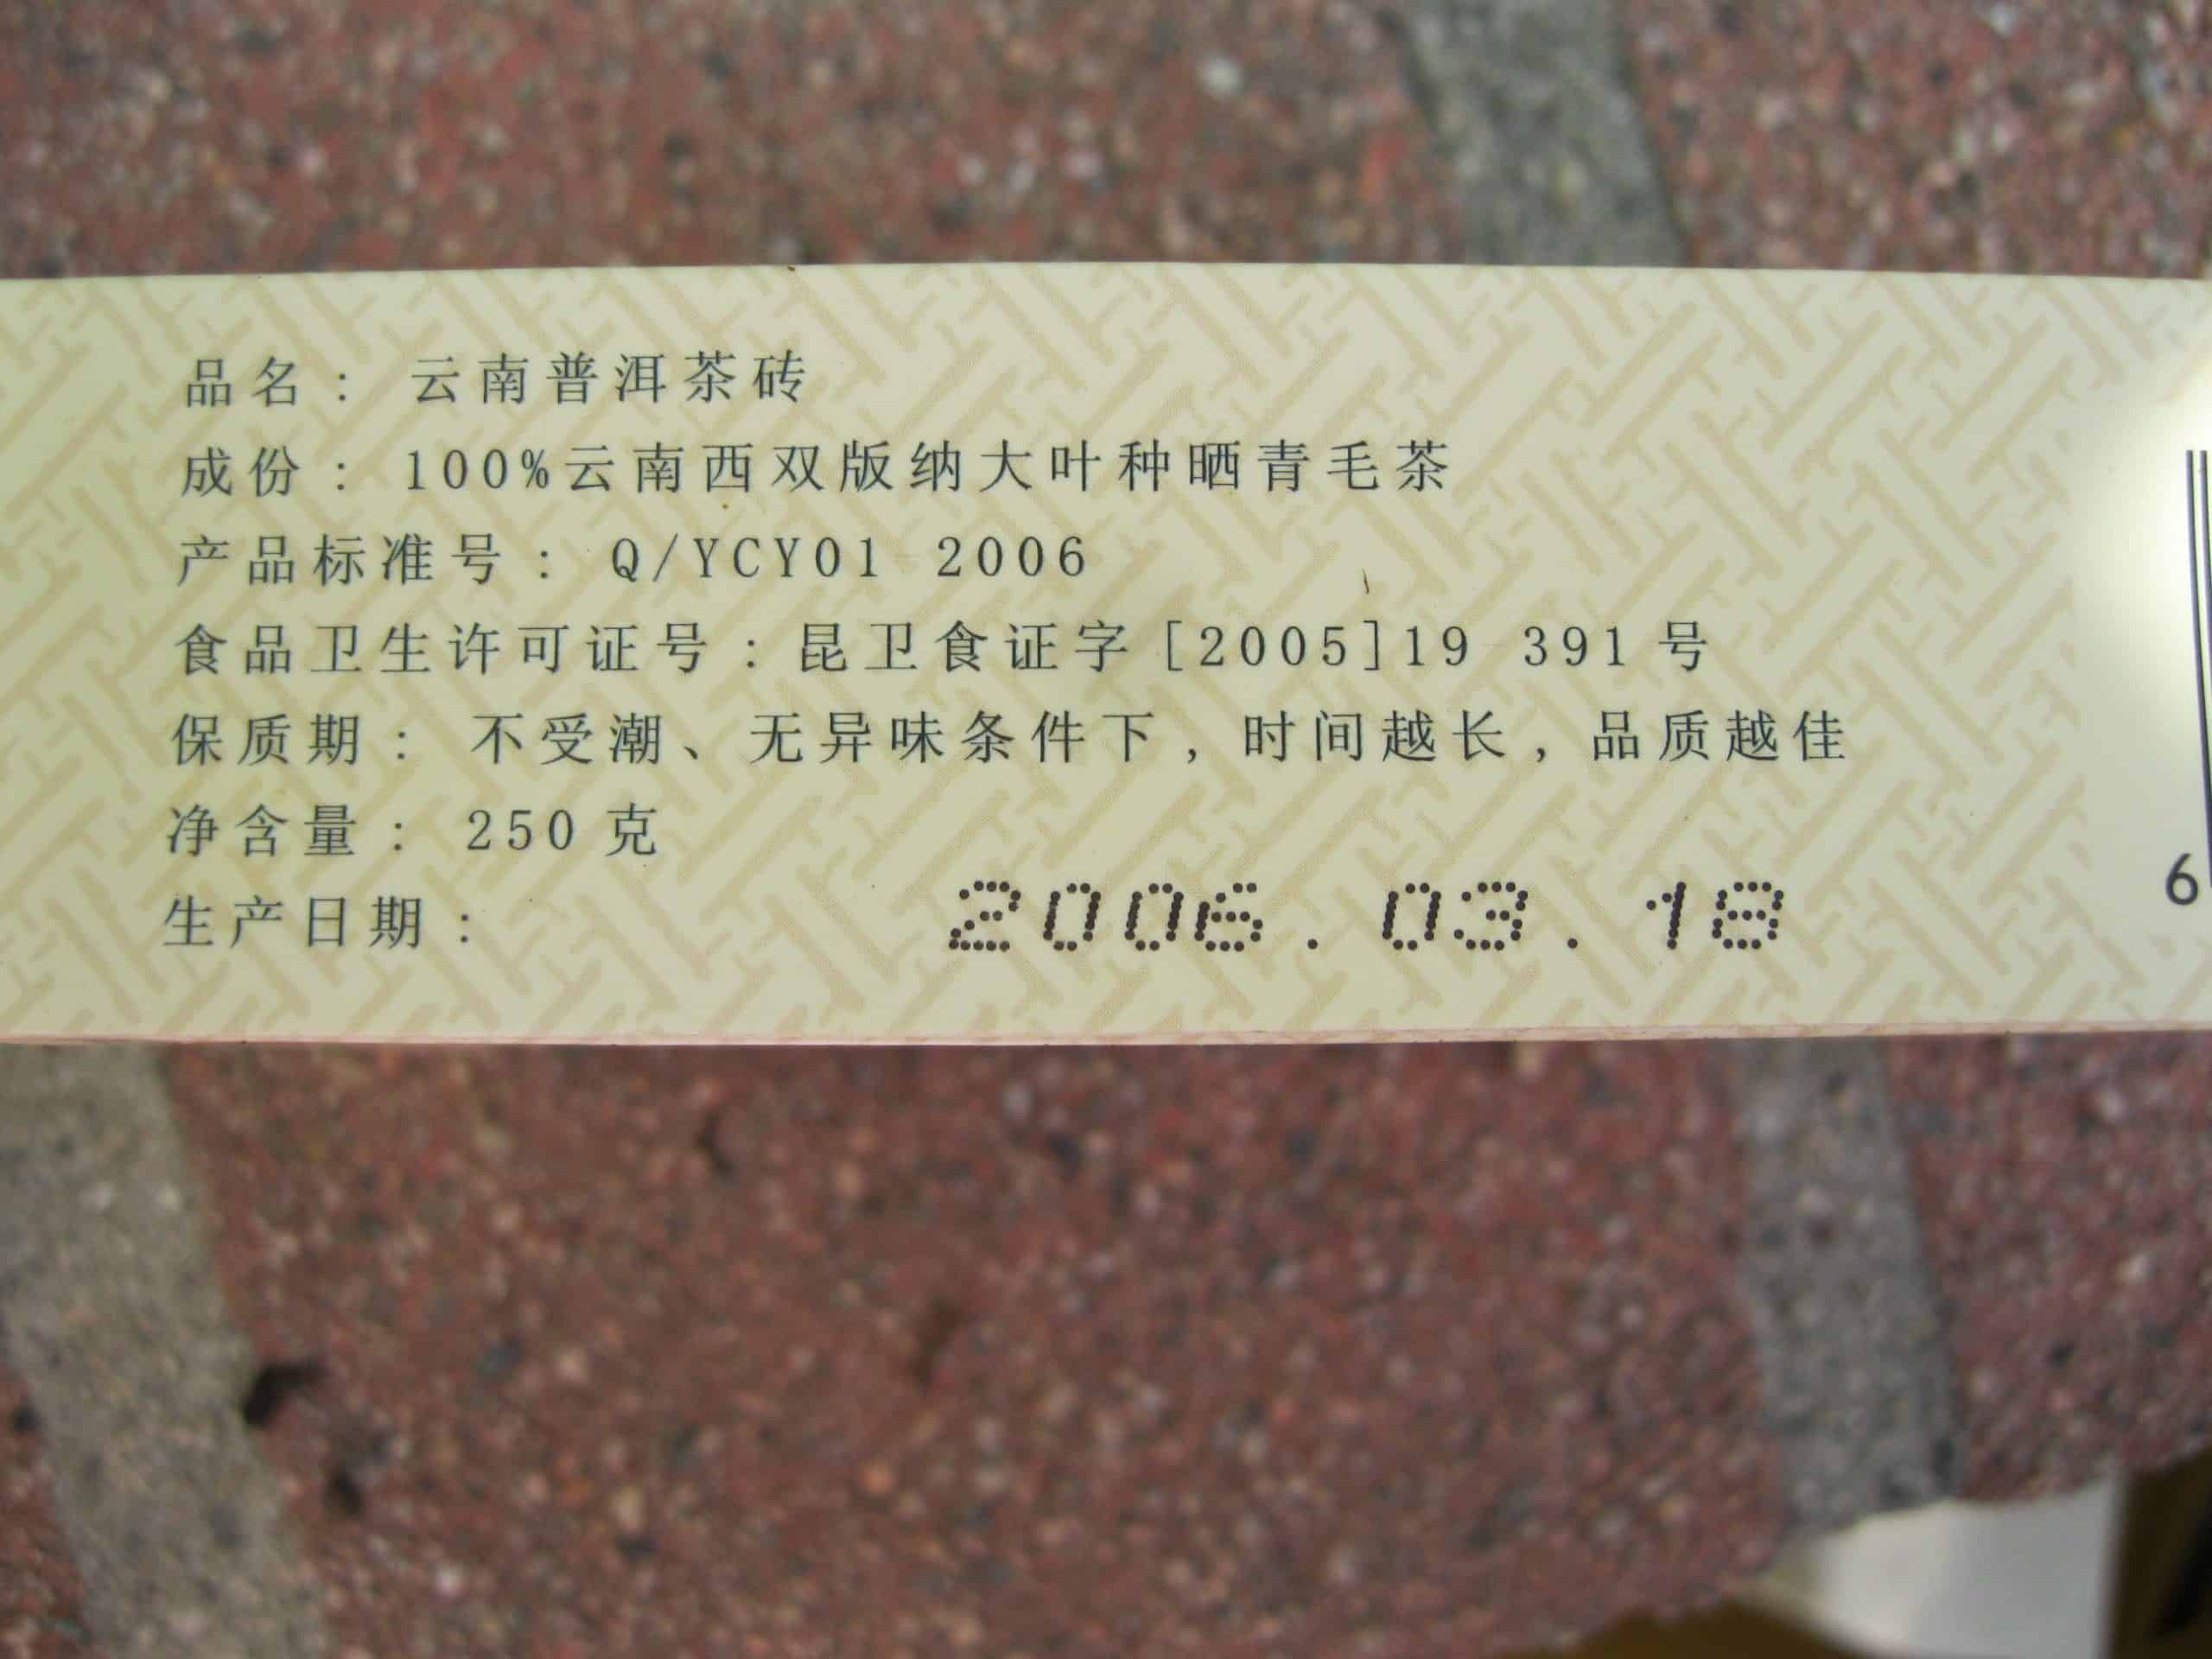 品名： 云南普洱茶砖
成份： 100%云南西双版纳大叶种晒青毛茶
产品标准号： Q/YCY01 2006
食品卫生许可证号：昆卫食证字[2005]19 391号
保质期： 不受潮、无异味条件下，时间越长，品质越佳
净含量： 250克
生产日期： 2006.03.18
6